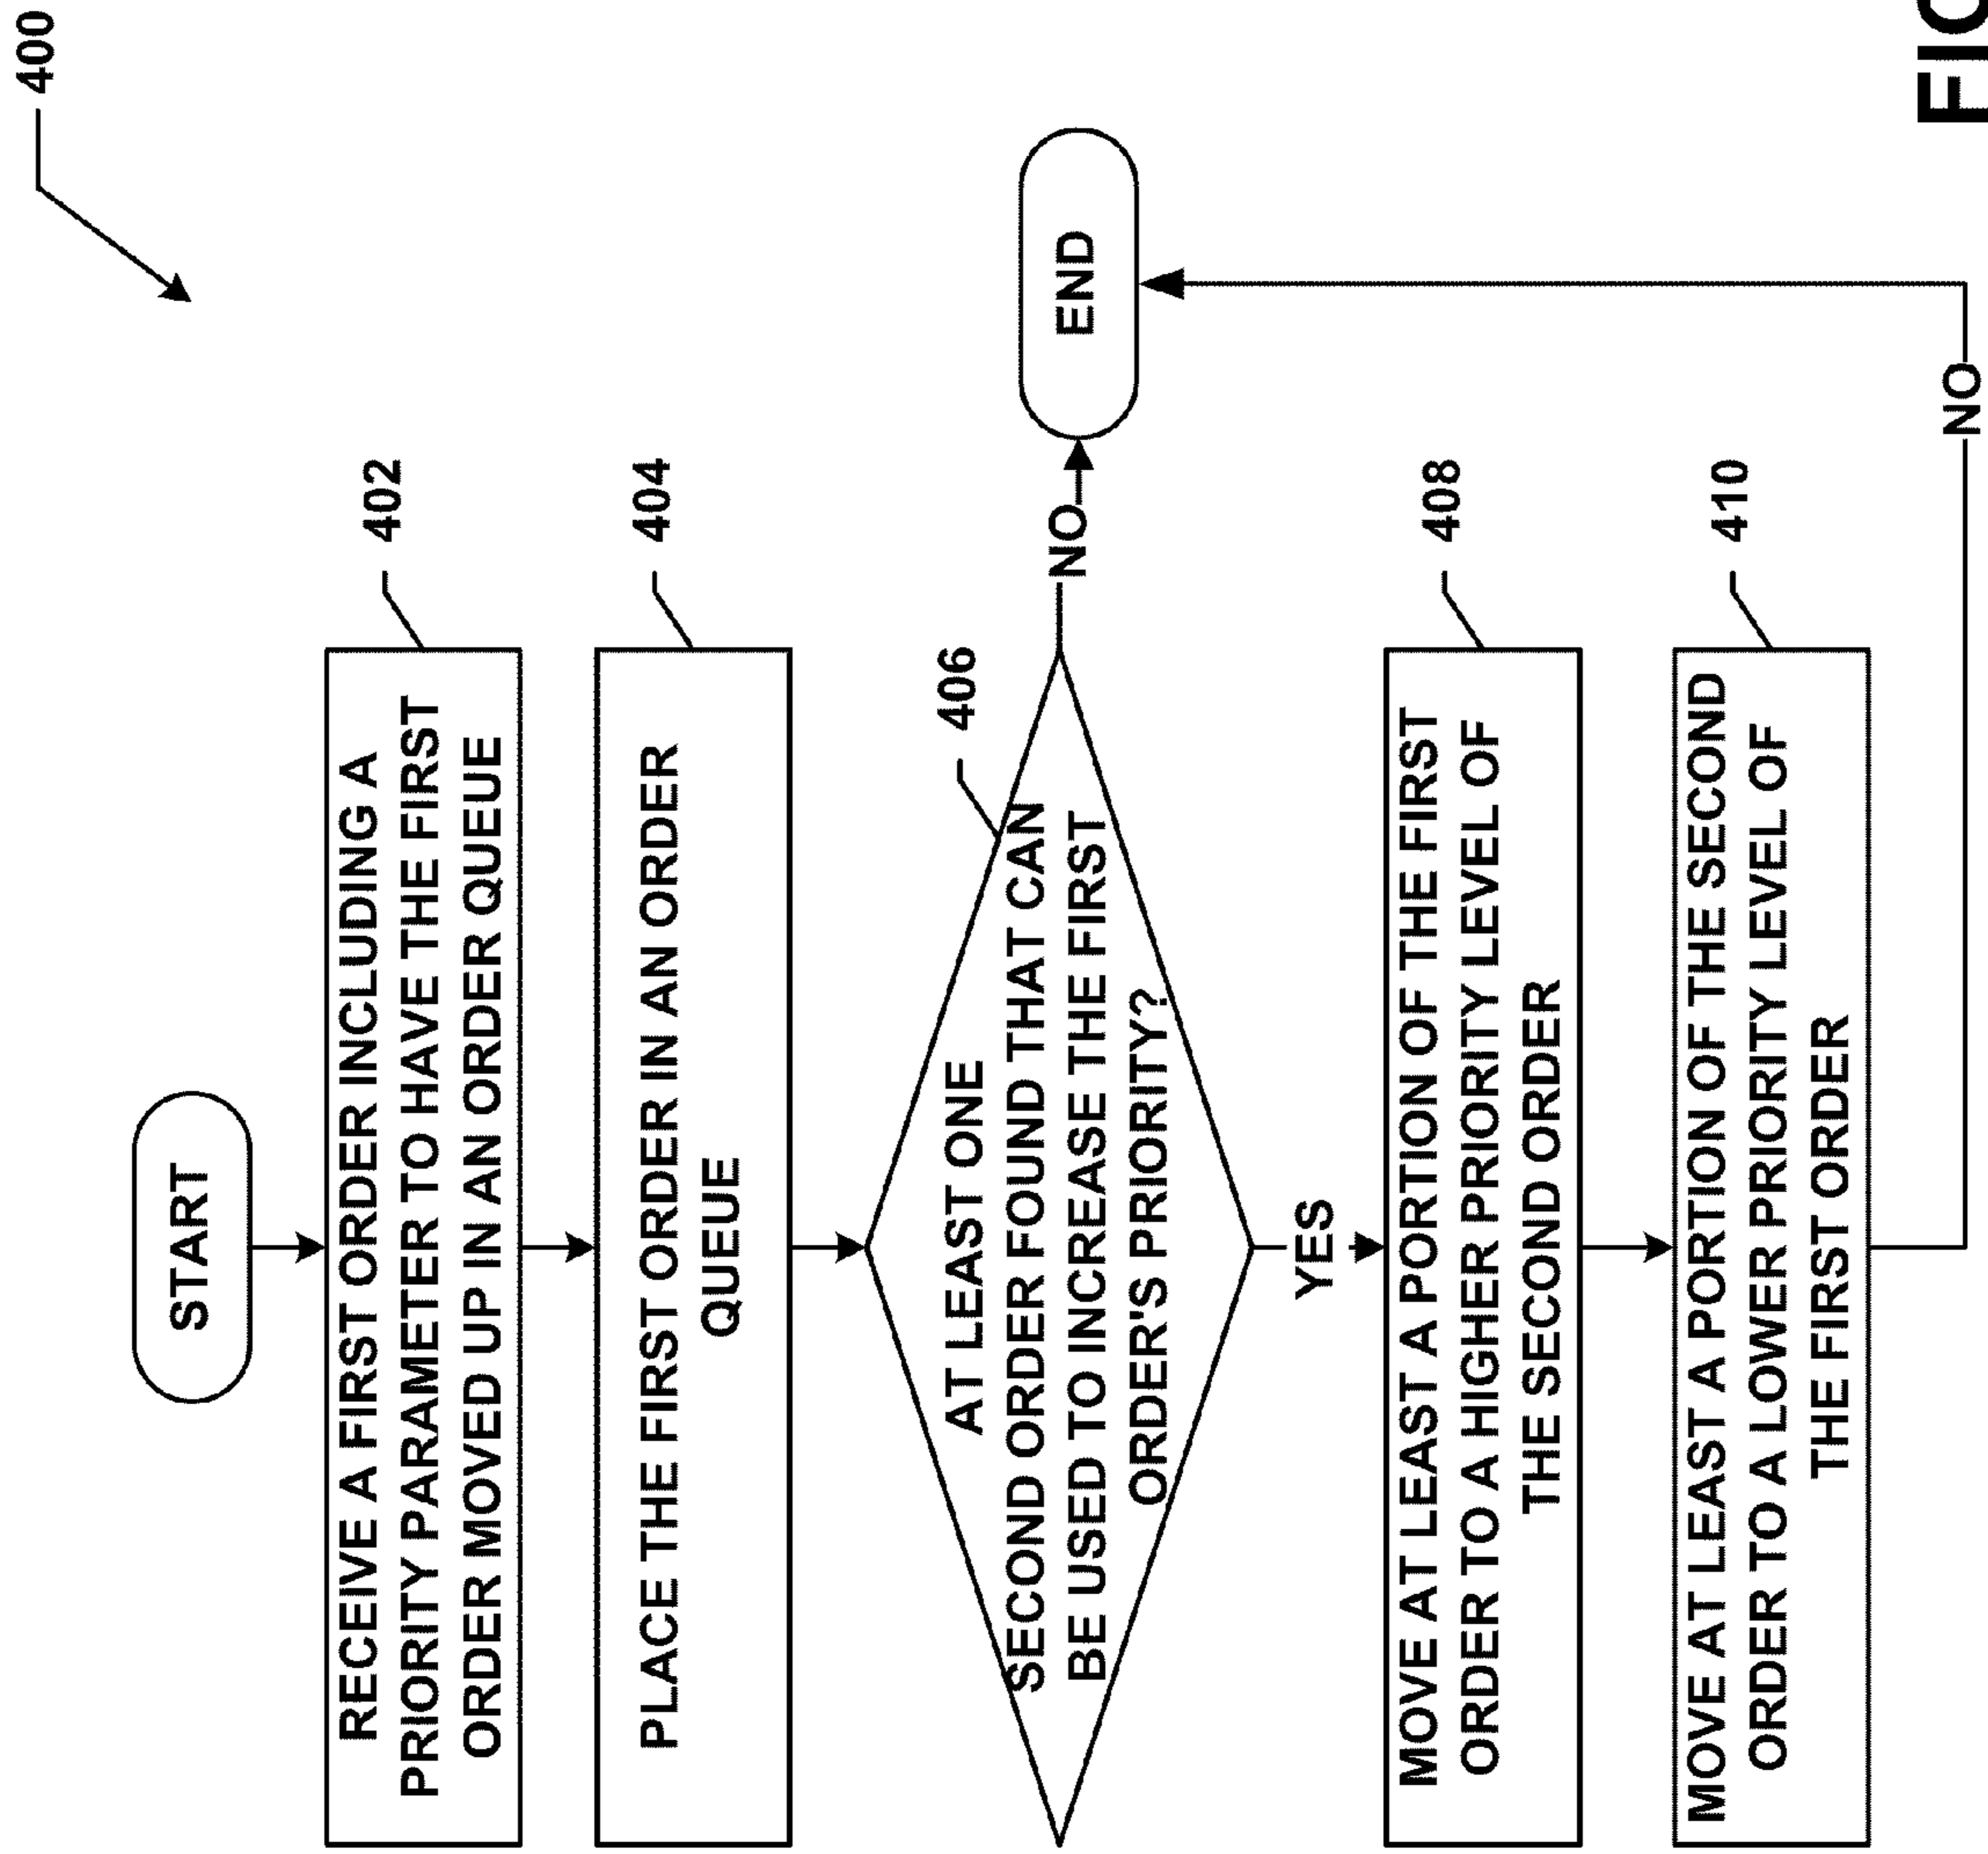 400
START
RECEIVE A FIRST ORDER INCLUDING A
PRIORITY PARAMETER TO HAVE THE FIRST
ORDER MOVED UP IN AN ORDER QUEUE
402
PLACE THE FIRST ORDER IN AN ORDER
QUEUE
404
406
AT LEAST ONE
SECOND ORDER FOUND THAT CAN
BE USED TO INCREASE THE FIRST
ORDER'S PRIORITY?
NO
END
YES
MOVE AT LEAST A PORTION OF THE FIRST
ORDER TO A HIGHER PRIORITY LEVEL OF
THE SECOND ORDER
408
MOVE AT LEAST A PORTION OF THE SECOND
ORDER TO A LOWER PRIORITY LEVEL OF
THE FIRST ORDER
410
NO